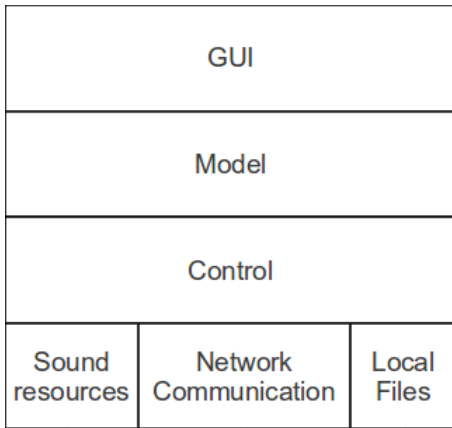 GUI
Model
Control
Sound
resources
Network
Communication
Local
Files